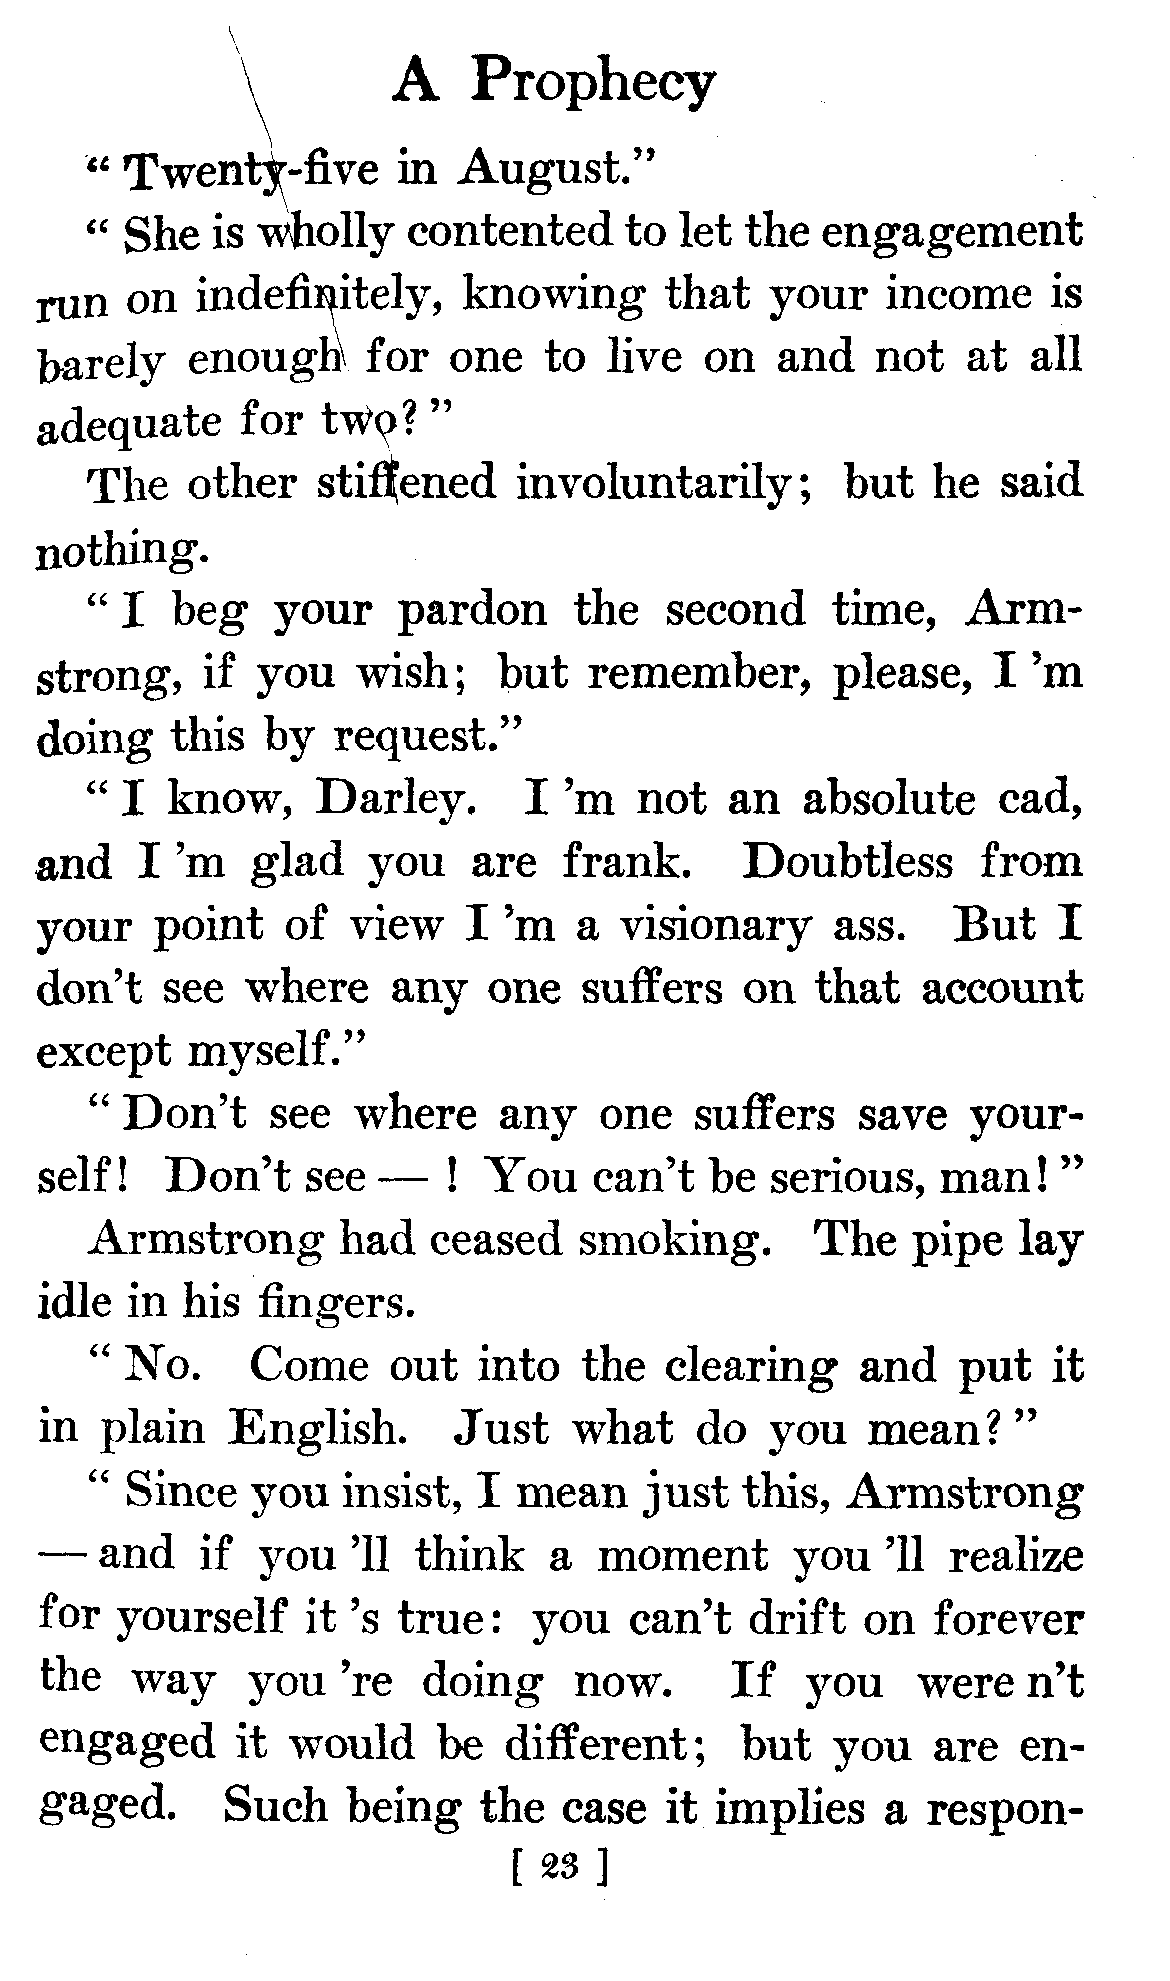 A Prophecy
“ Twenty-five in August.”
“ She is wholly contented to let the engagement
run on indefinitely, knowing that your income is
barely enough for one to live on and not at all
adequate for two? ”
The other stiffened involuntarily; but he said
nothing.
“ I beg your pardon the second time, Arm-
strong, if you wish; but remember, please, I ’m
doing this by request.”
“ I know, Darley. I ’m not an absolute cad,
and I ’m glad you are frank. Doubtless from
your point of view I ’m a visionary ass. But I
don’t see where any one suffers on that account
except myself.”
“ Don’t see where any one suffers save your-
self! Don’t see — ! You can’t be serious, man! ”
Armstrong had ceased smoking. The pipe lay
idle in his fingers.
“ No. Come out into the clearing and put it
in plain English. Just what do you mean? ”
“ Since you insist, I mean just this, Armstrong
— and if you ’ll think a moment you ’ll realize
for yourself it ’s true: you can’t drift on forever
the way you ’re doing now. If you were n’t
engaged it would be different; but you are en-
gaged. Such being the case it implies a respon-
[ 23 ]